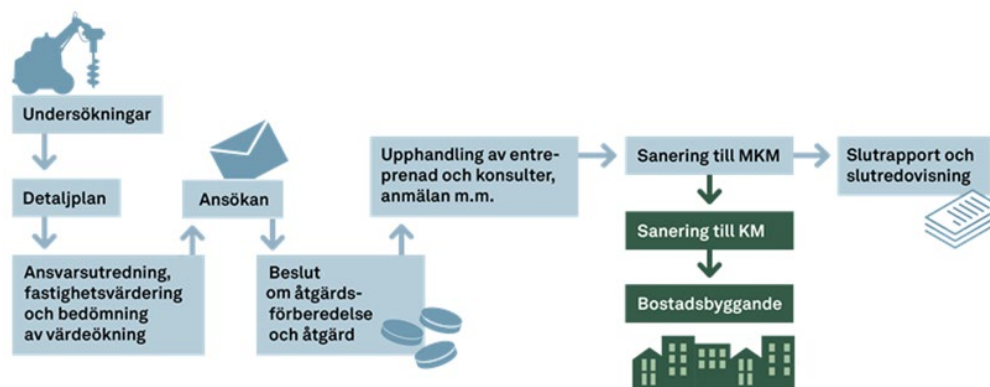 Undersökningar
Detaljplan
Ansvarsutredning,
fastighetsvärdering
och bedömning
av värdeökning
Ansökan
Beslut
om åtgärds-
förberedelse
och åtgärd
Upphandling av entre-
prenad och konsulter,
anmälan m.m.
Sanering till MKM
Sanering till KM
Bostadsbyggande
Slutrapport och
slutredovisning